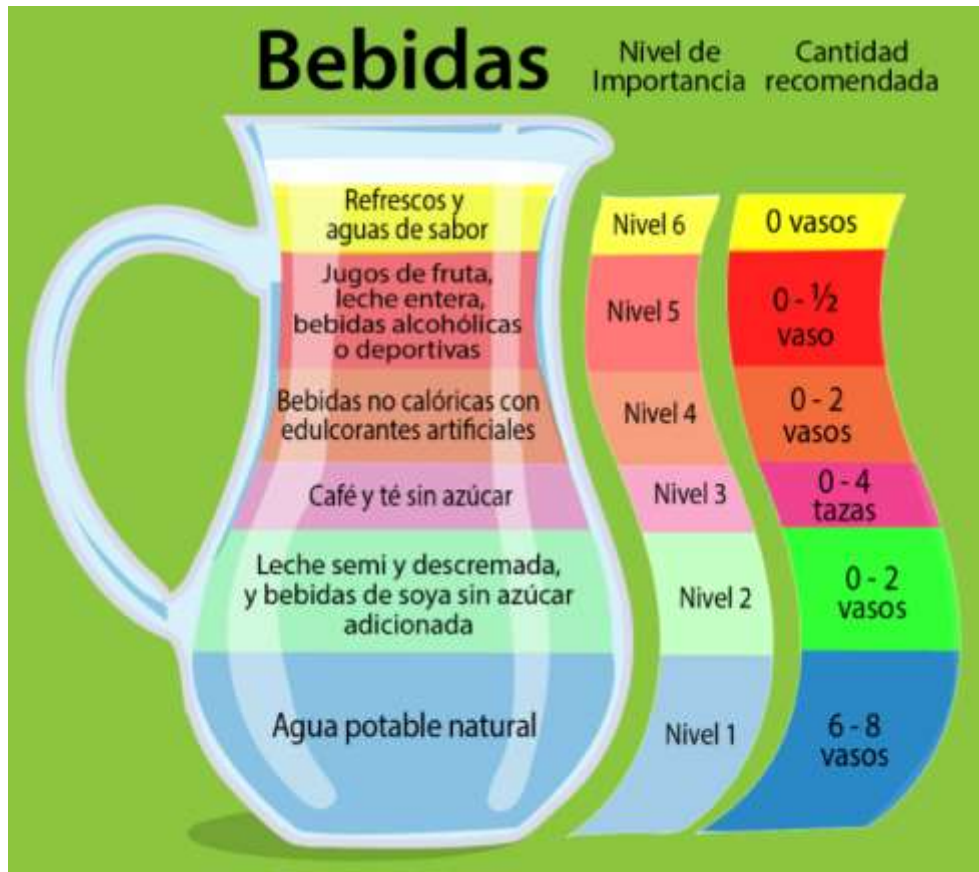 Bebidas
Nivel de
Importancia
Cantidad
recomendada
Refrescos y
aguas de sabor
Nivel 6
0 vasos
Jugos de fruta,
leche entera,
bebidas alcohólicas
o deportivas
Nivel 5
0 - ½
vaso
Bebidas no calóricas con
edulcorantes artificiales
Nivel 4
0 - 2
vasos
Café y té sin azúcar
Nivel 3
0 - 4
tazas
Leche semi y descremada,
y bebidas de soya sin azúcar
adicionada
Nivel 2
0 - 2
vasos
Agua potable natural
Nivel 1
6 - 8
vasos